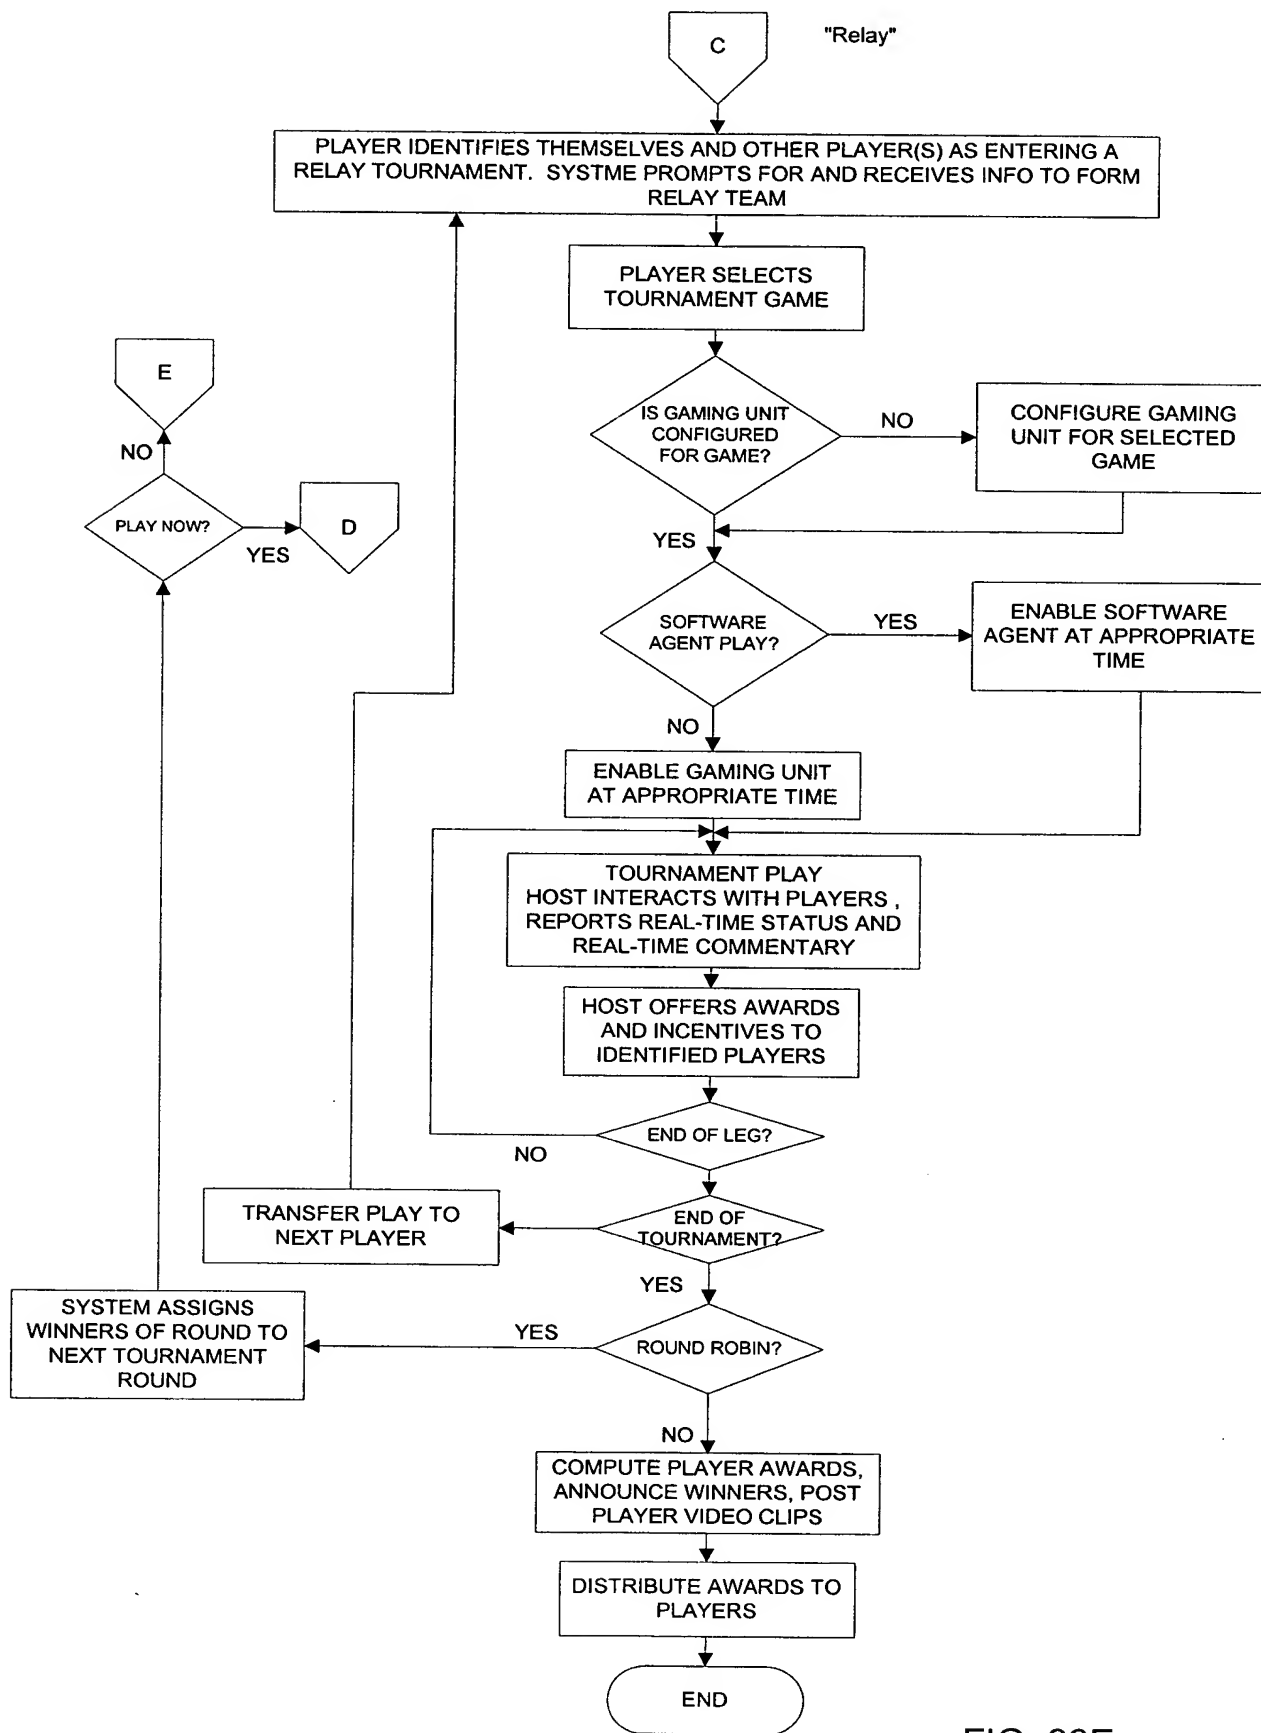 C
"Relay"
PLAYER IDENTIFIES THEMSELVES AND OTHER PLAYER(S) AS ENTERING A
RELAY TOURNAMENT. SYSTME PROMPTS FOR AND RECEIVES INFO TO FORM
RELAY TEAM
PLAYER SELECTS
TOURNAMENT GAME
E
NO
PLAY NOW?
YES
D
IS GAMING UNIT
CONFIGURED
FOR GAME?
NO
CONFIGURE GAMING
UNIT FOR SELECTED
GAME
YES
SOFTWARE
AGENT PLAY?
YES
ENABLE SOFTWARE
AGENT AT APPROPRIATE
TIME
NO
ENABLE GAMING UNIT
AT APPROPRIATE TIME
TOURNAMENT PLAY
HOST INTERACTS WITH PLAYERS ,
REPORTS REAL-TIME STATUS AND
REAL-TIME COMMENTARY
HOST OFFERS AWARDS
AND INCENTIVES TO
IDENTIFIED PLAYERS
END OF LEG?
NO
END OF
TOURNAMENT?
TRANSFER PLAY TO
NEXT PLAYER
YES
ROUND ROBIN?
YES
SYSTEM ASSIGNS
WINNERS OF ROUND TO
NEXT TOURNAMENT
ROUND
NO
COMPUTE PLAYER AWARDS,
ANNOUNCE WINNERS, POST
PLAYER VIDEO CLIPS
DISTRIBUTE AWARDS TO
PLAYERS
END